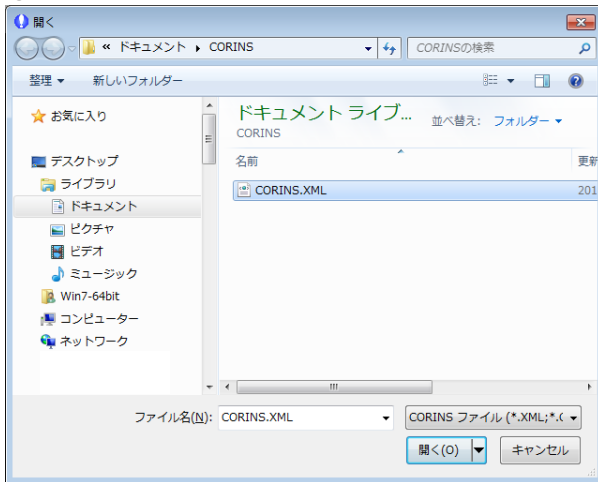 開く
« ドキュメント ▸ CORINS
CORINSの検索
整理 ▼ 新しいフォルダー
お気に入り
デスクトップ
ライブラリ
ドキュメント
ピクチャ
ビデオ
ミュージック
Win7-64bit
コンピューター
ネットワーク
ドキュメント ライブ...
CORINS
並べ替え: フォルダー ▼
名前 更新
CORINS.XML 201
ファイル名(N): CORINS.XML
CORINS ファイル (*.XML;*.C
開く(O) キャンセル